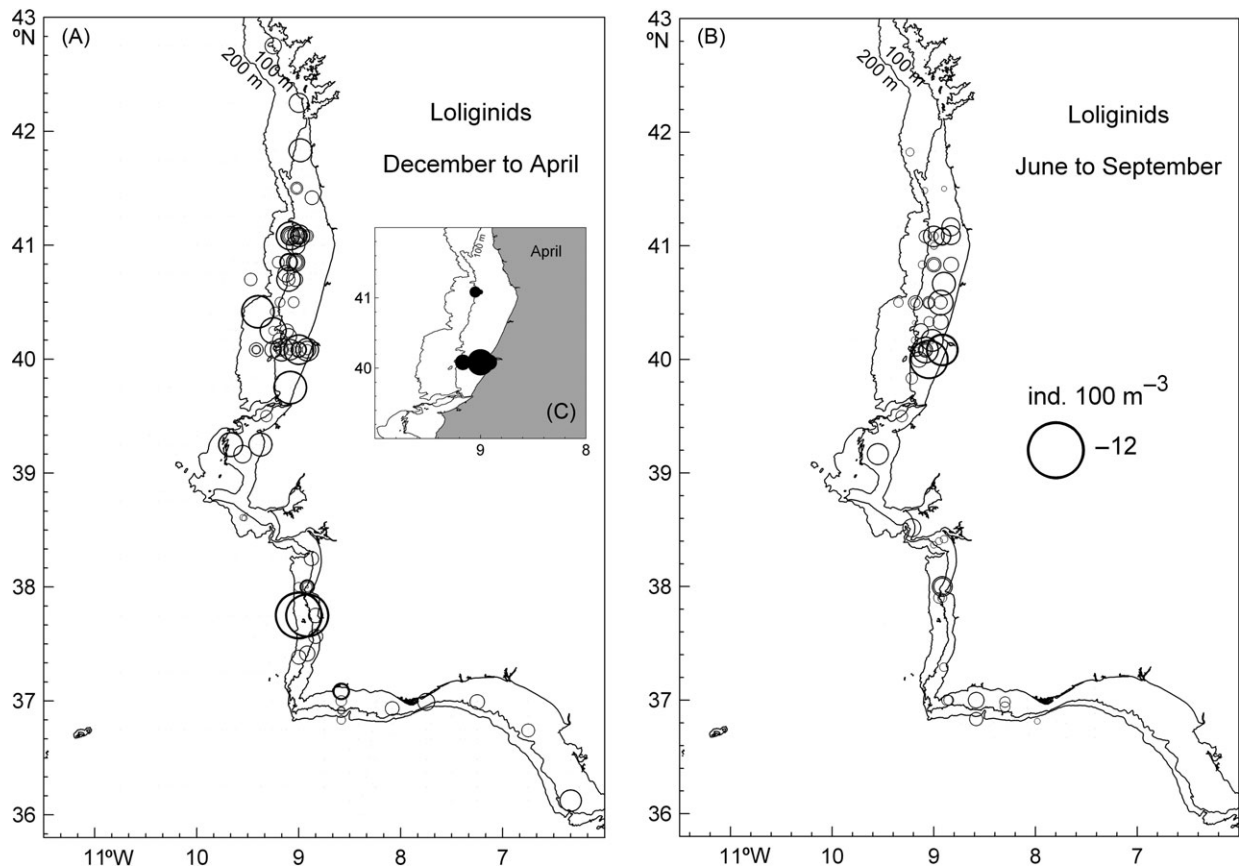 43
ºN
42
41
40
39
38
37
36
(A)
200 m
100 m
Loliginids
December to April
11ºW
10
9
8
7
April
100 m
41
40
(C)
9
8
43
ºN
42
41
40
39
38
37
36
(B)
200 m
100 m
Loliginids
June to September
ind. 100 m⁻³
–12
11ºW
10
9
8
7